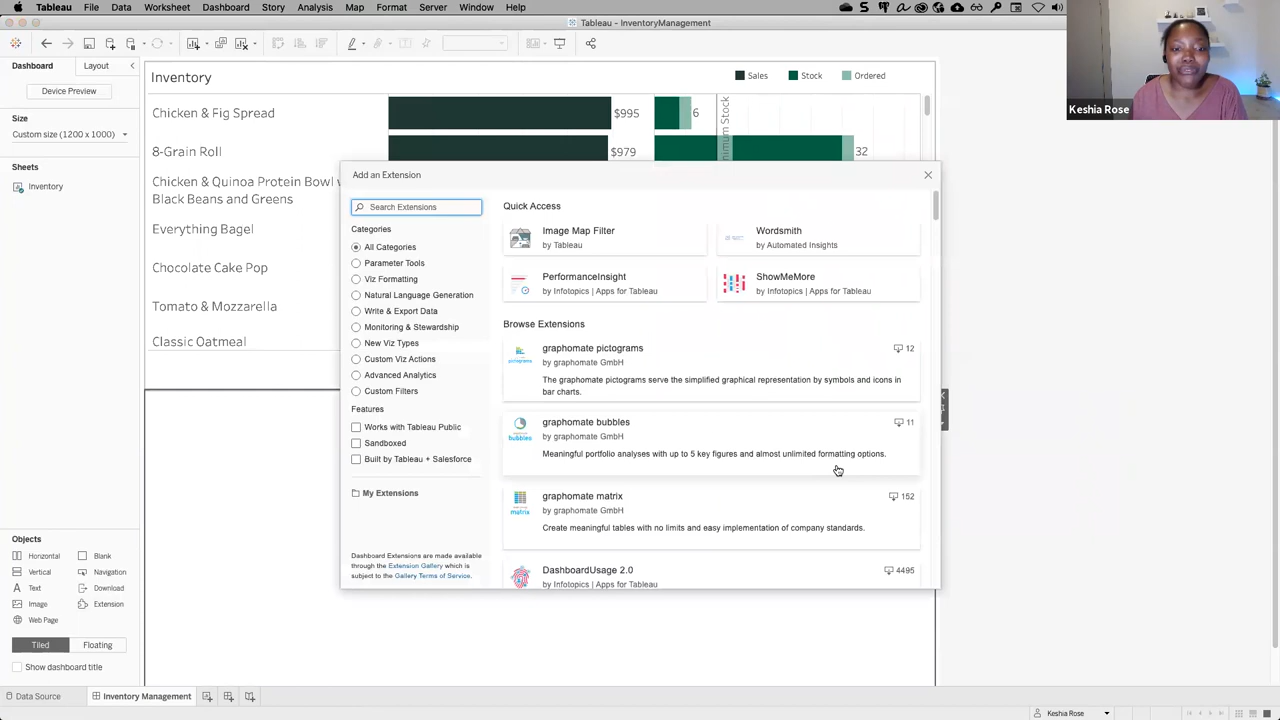 Tableau File Data Worksheet Dashboard Story Analysis Map Format Server Window Help
Tableau - InventoryManagement
Dashboard Layout
Device Preview
Size
Custom size (1200 x 1000)
Sheets
Inventory
Objects
Horizontal Blank
Vertical Navigation
Text Download
Image Extension
Web Page
Tiled Floating
Show dashboard title
Inventory
Sales Stock Ordered
Chicken & Fig Spread $995 6
8-Grain Roll $979 32
Chicken & Quinoa Protein Bowl
Black Beans and Greens
Everything Bagel
Chocolate Cake Pop
Tomato & Mozzarella
Classic Oatmeal
Stock
Add an Extension
Search Extensions
Categories
All Categories
Parameter Tools
Viz Formatting
Natural Language Generation
Write & Export Data
Monitoring & Stewardship
New Viz Types
Custom Viz Actions
Advanced Analytics
Custom Filters
Features
Works with Tableau Public
Sandboxed
Built by Tableau + Salesforce
My Extensions
Dashboard Extensions are made available
through the Extension Gallery which is
subject to the Gallery Terms of Service.
Quick Access
Image Map Filter
by Tableau
Wordsmith
by Automated Insights
PerformanceInsight
by Infotopics | Apps for Tableau
ShowMeMore
by Infotopics | Apps for Tableau
Browse Extensions
graphomate pictograms 12
by graphomate GmbH
The graphomate pictograms serve the simplified graphical representation by symbols and icons in
bar charts.
pictograms
graphomate bubbles 11
by graphomate GmbH
Meaningful portfolio analyses with up to 5 key figures and almost unlimited formatting options.
bubbles
graphomate matrix 152
by graphomate GmbH
Create meaningful tables with no limits and easy implementation of company standards.
matrix
DashboardUsage 2.0 4495
by Infotopics | Apps for Tableau
Keshia Rose
Data Source Inventory Management
Keshia Rose